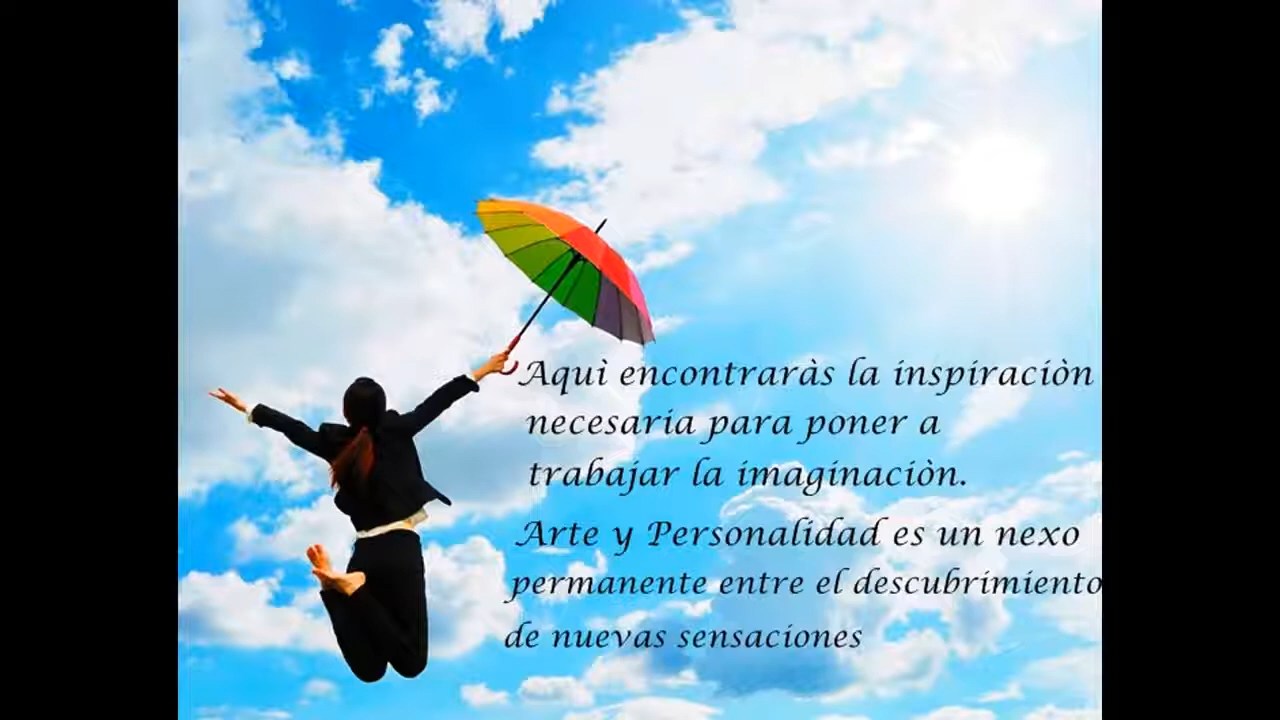 Aquì encontraràs la inspiraciòn
necesaria para poner a
trabajar la imaginaciòn.
Arte y Personalidad es un nexo
permanente entre el descubrimiento
de nuevas sensaciones